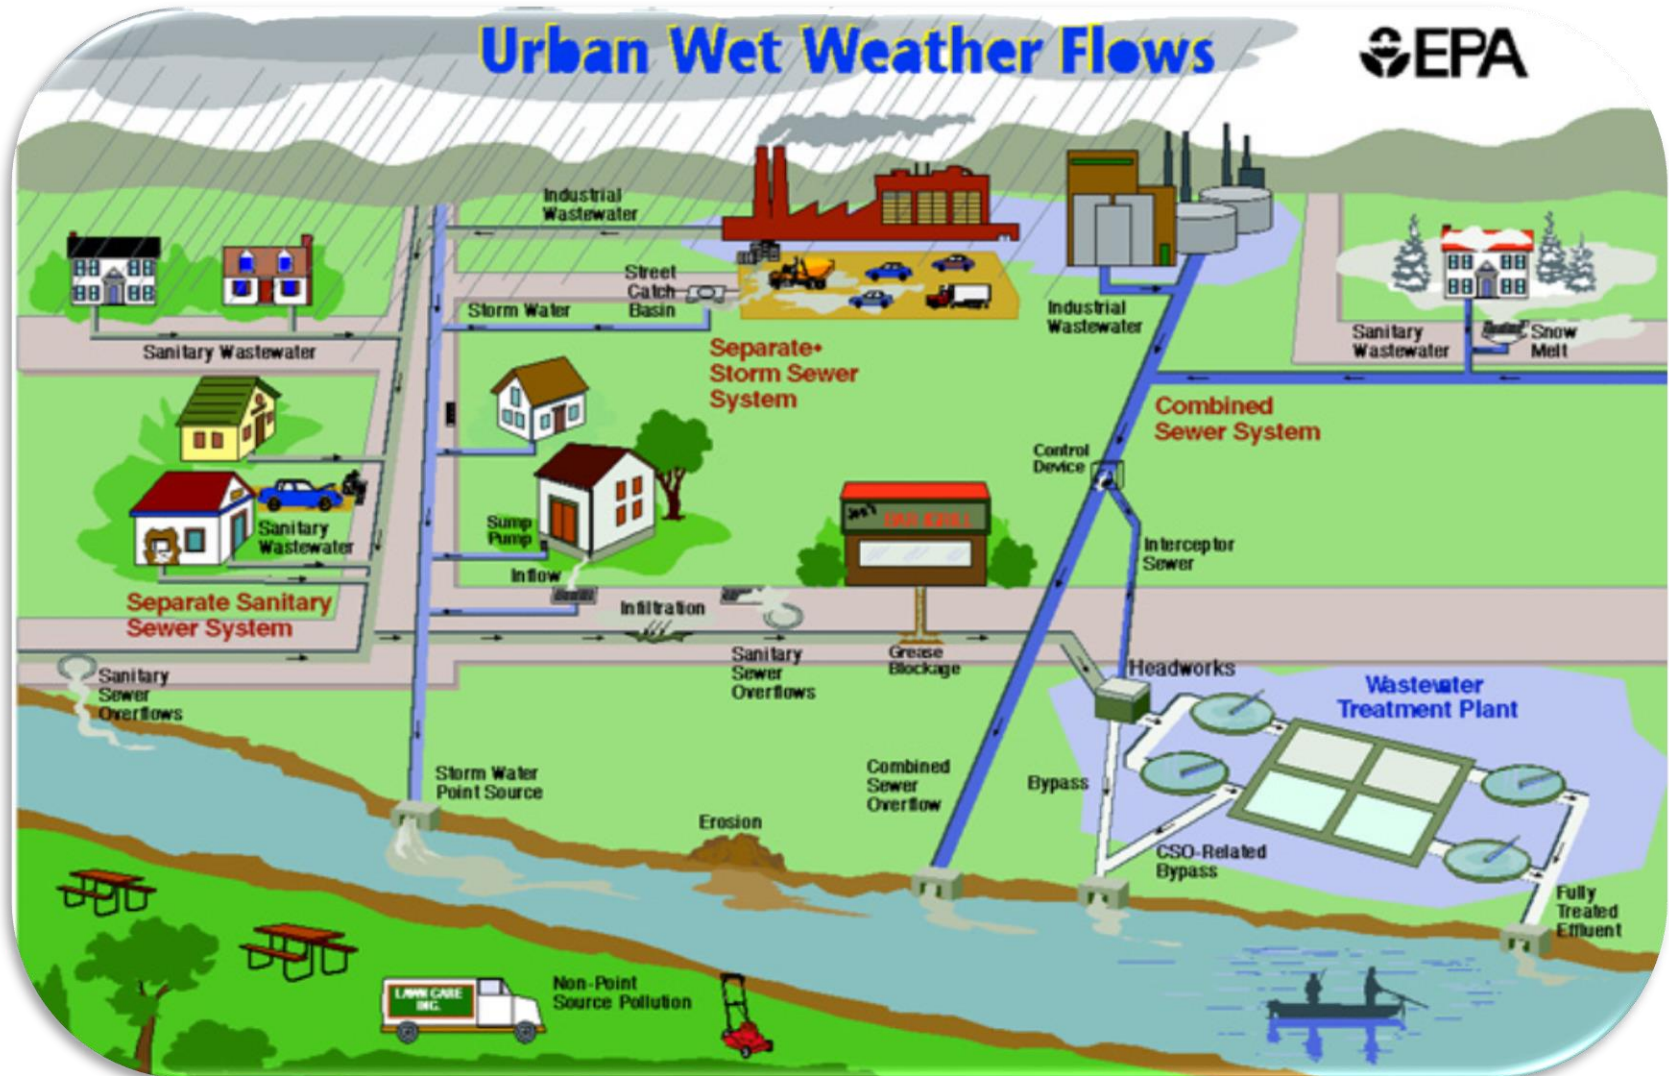 Urban Wet Weather Flows
EPA
Industrial
Wastewater
Street
Catch
Basin
Storm Water
Industrial
Wastewater
Sanitary
Wastewater
Snow
Melt
Sanitary Wastewater
Separate•
Storm Sewer
System
Combined
Sewer System
Control
Device
Sump
Pump
Sanitary
Wastewater
Interceptor
Sewer
Inflow
Infiltration
Separate Sanitary
Sewer System
Sanitary
Sewer
Overflows
Grease
Blockage
Headworks
Sanitary
Sewer
Overflows
Wastewater
Treatment Plant
Storm Water
Point Source
Combined
Sewer
Overflow
Bypass
Erosion
CSO-Related
Bypass
Fully
Treated
Effluent
LAWN CARE
INC.
Non-Point
Source Pollution